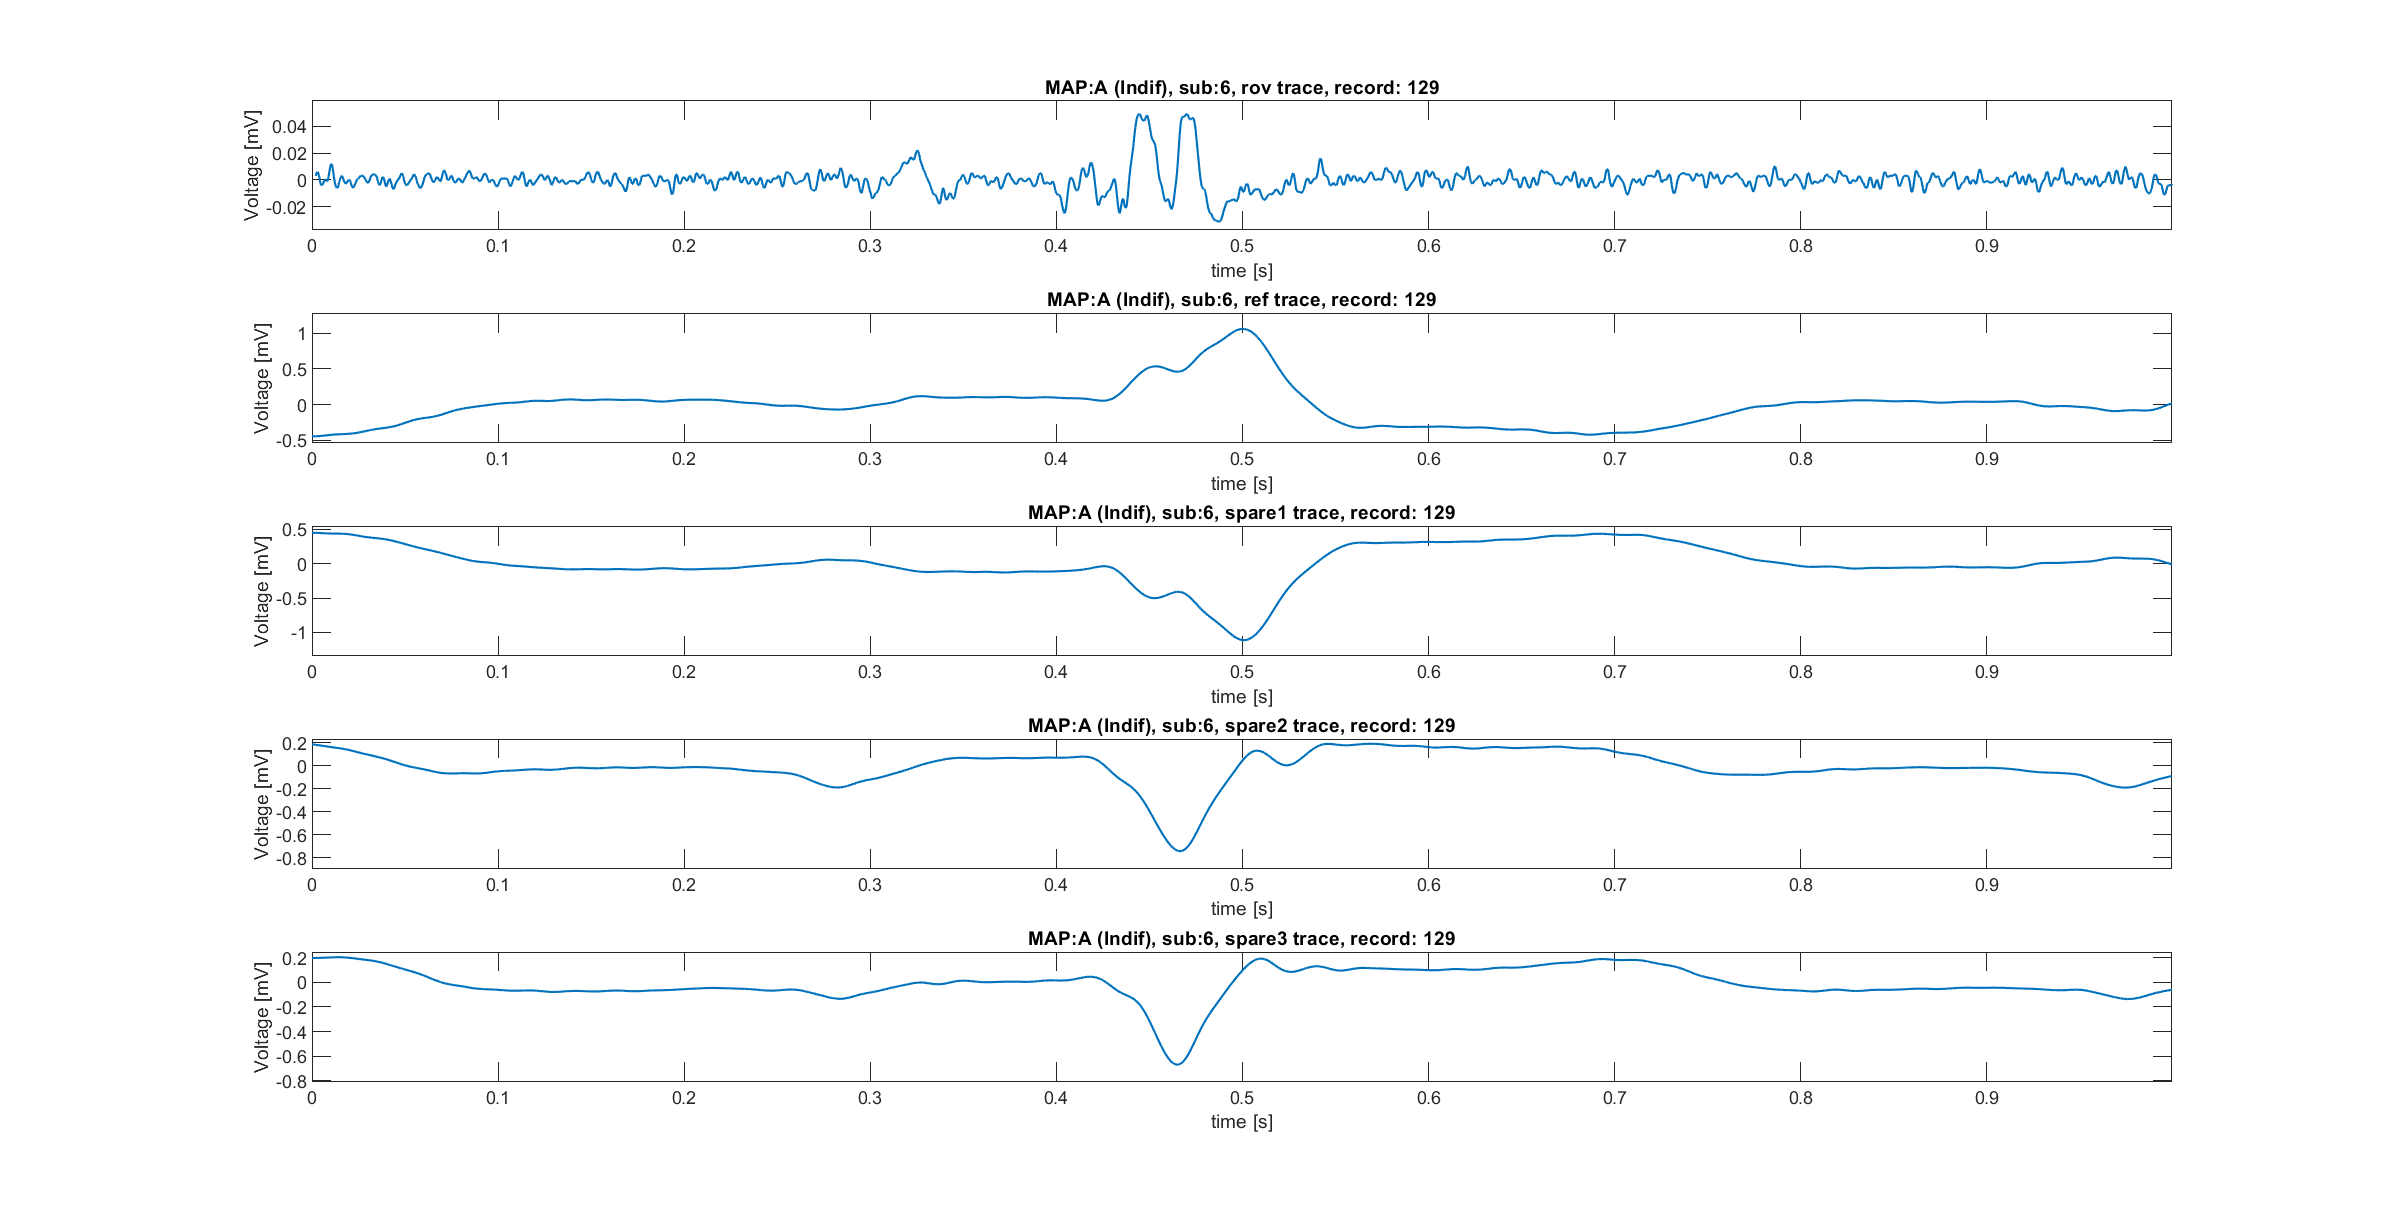 MAP:A (Indif), sub:6, rov trace, record: 129
Voltage [mV]
0.04
0.02
0
-0.02
0 0.1 0.2 0.3 0.4 0.5 0.6 0.7 0.8 0.9
time [s]
MAP:A (Indif), sub:6, ref trace, record: 129
Voltage [mV]
1
0.5
0
-0.5
0 0.1 0.2 0.3 0.4 0.5 0.6 0.7 0.8 0.9
time [s]
MAP:A (Indif), sub:6, spare1 trace, record: 129
Voltage [mV]
0.5
0
-0.5
-1
0 0.1 0.2 0.3 0.4 0.5 0.6 0.7 0.8 0.9
time [s]
MAP:A (Indif), sub:6, spare2 trace, record: 129
Voltage [mV]
0.2
0
-0.2
-0.4
-0.6
-0.8
0 0.1 0.2 0.3 0.4 0.5 0.6 0.7 0.8 0.9
time [s]
MAP:A (Indif), sub:6, spare3 trace, record: 129
Voltage [mV]
0.2
0
-0.2
-0.4
-0.6
-0.8
0 0.1 0.2 0.3 0.4 0.5 0.6 0.7 0.8 0.9
time [s]